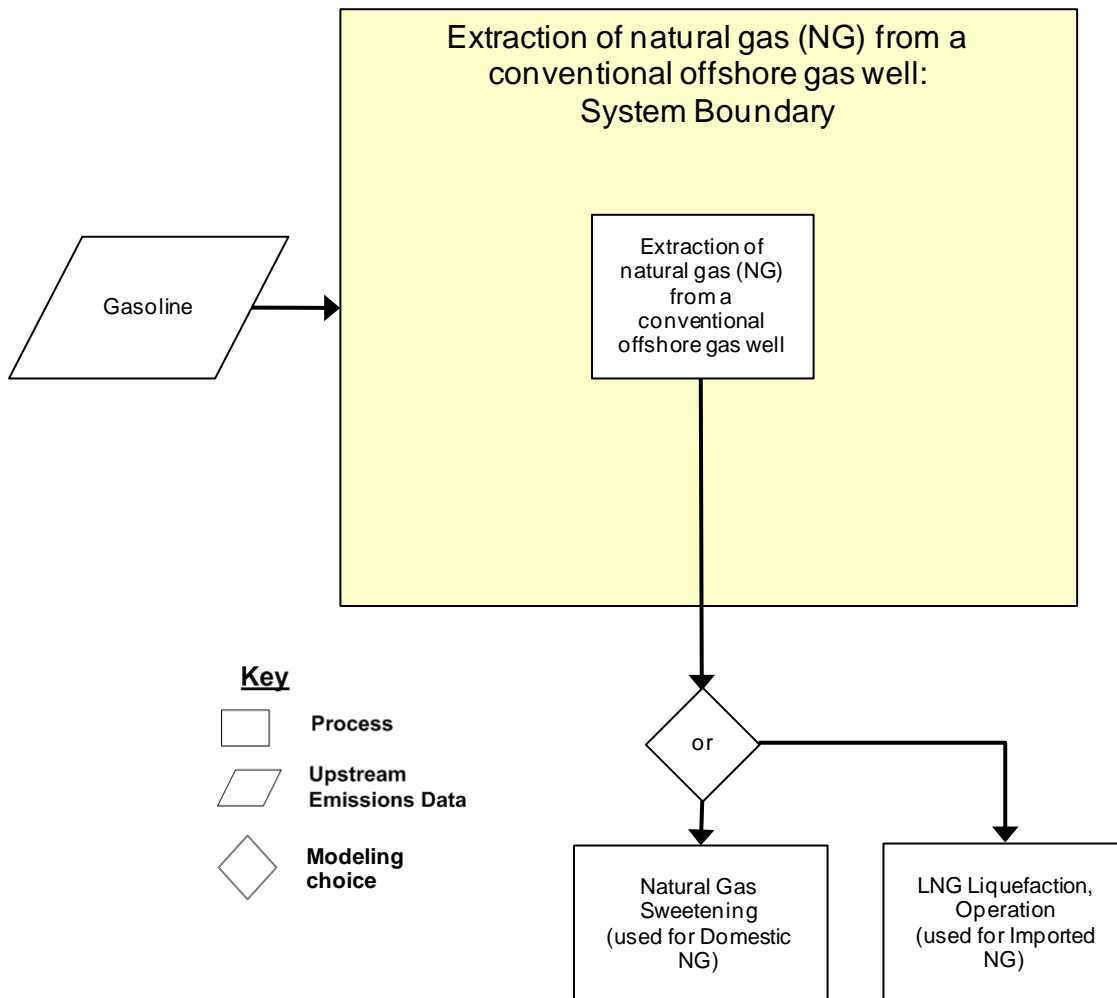 Extraction of natural gas (NG) from a
conventional offshore gas well:
System Boundary
Extraction of
natural gas (NG)
from a
conventional
offshore gas well
Gasoline
Key
Process
Upstream
Emissions Data
Modeling
choice
or
Natural Gas
Sweetening
(used for Domestic
NG)
LNG Liquefaction,
Operation
(used for Imported
NG)